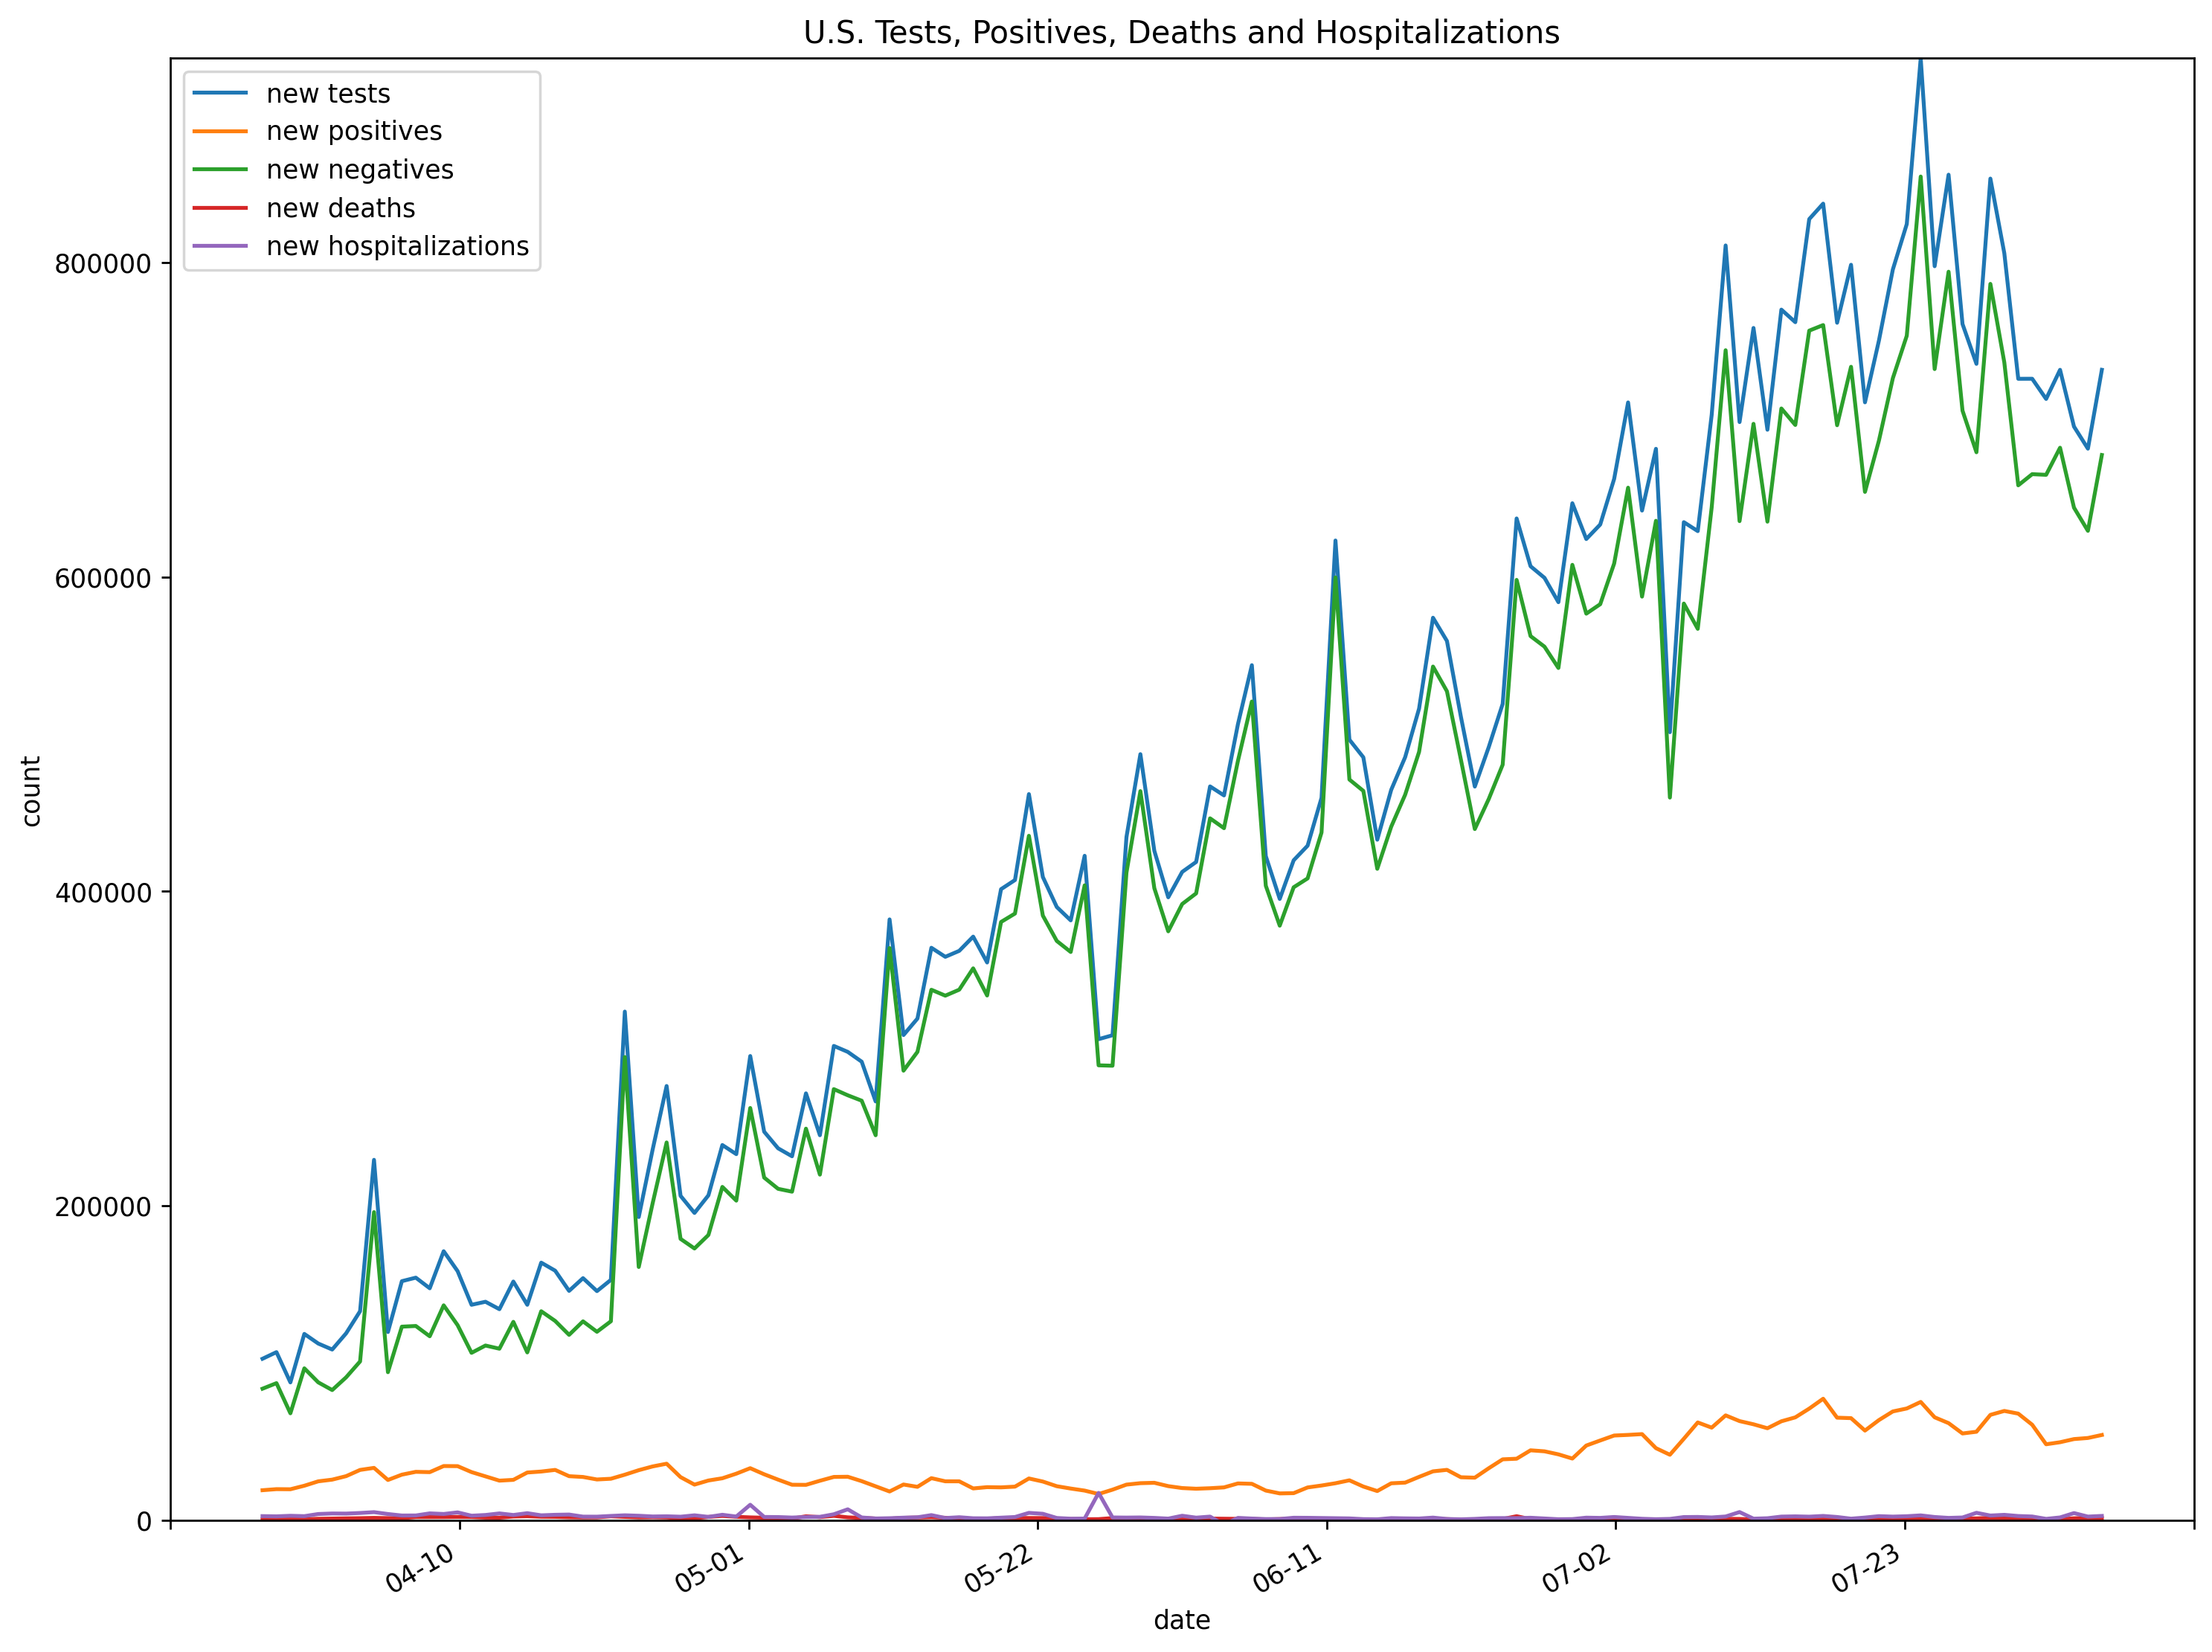 U.S. Tests, Positives, Deaths and Hospitalizations
new tests
new positives
new negatives
new deaths
new hospitalizations
800000
600000
400000
200000
0
count
04-10
05-01
05-22
06-11
07-02
07-23
date